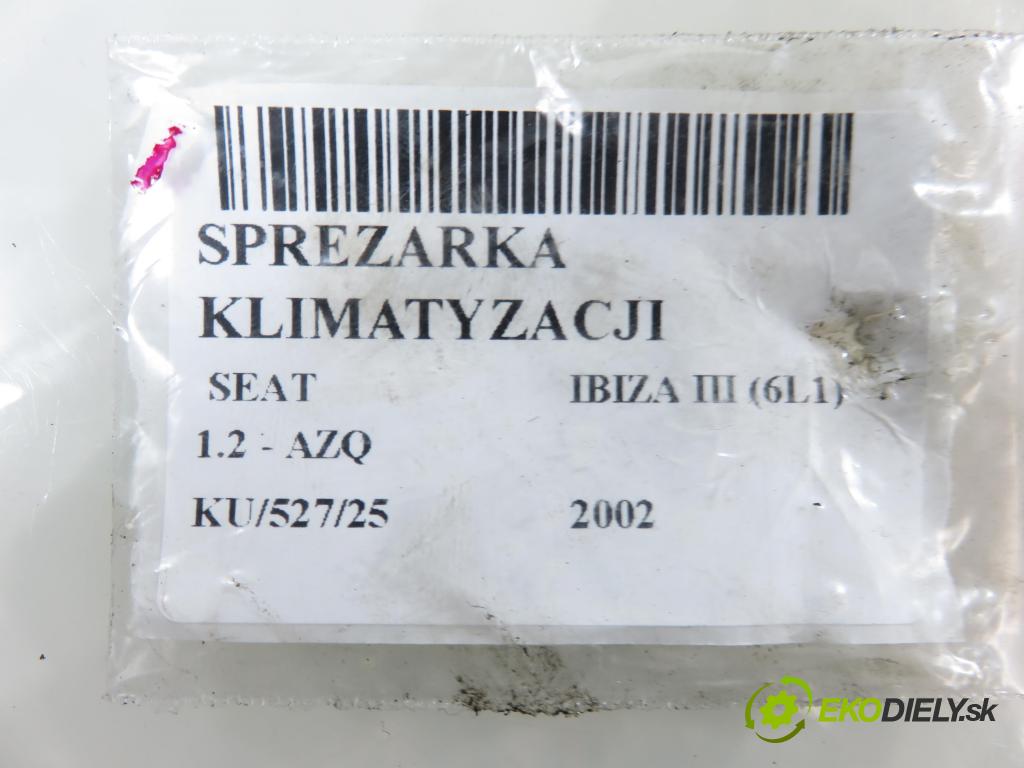 SPREZARKA
KLIMATYZACJI
SEAT IBIZA III (6L1)
1.2 - AZQ
KU/527/25 2002
EKODIELY.sk